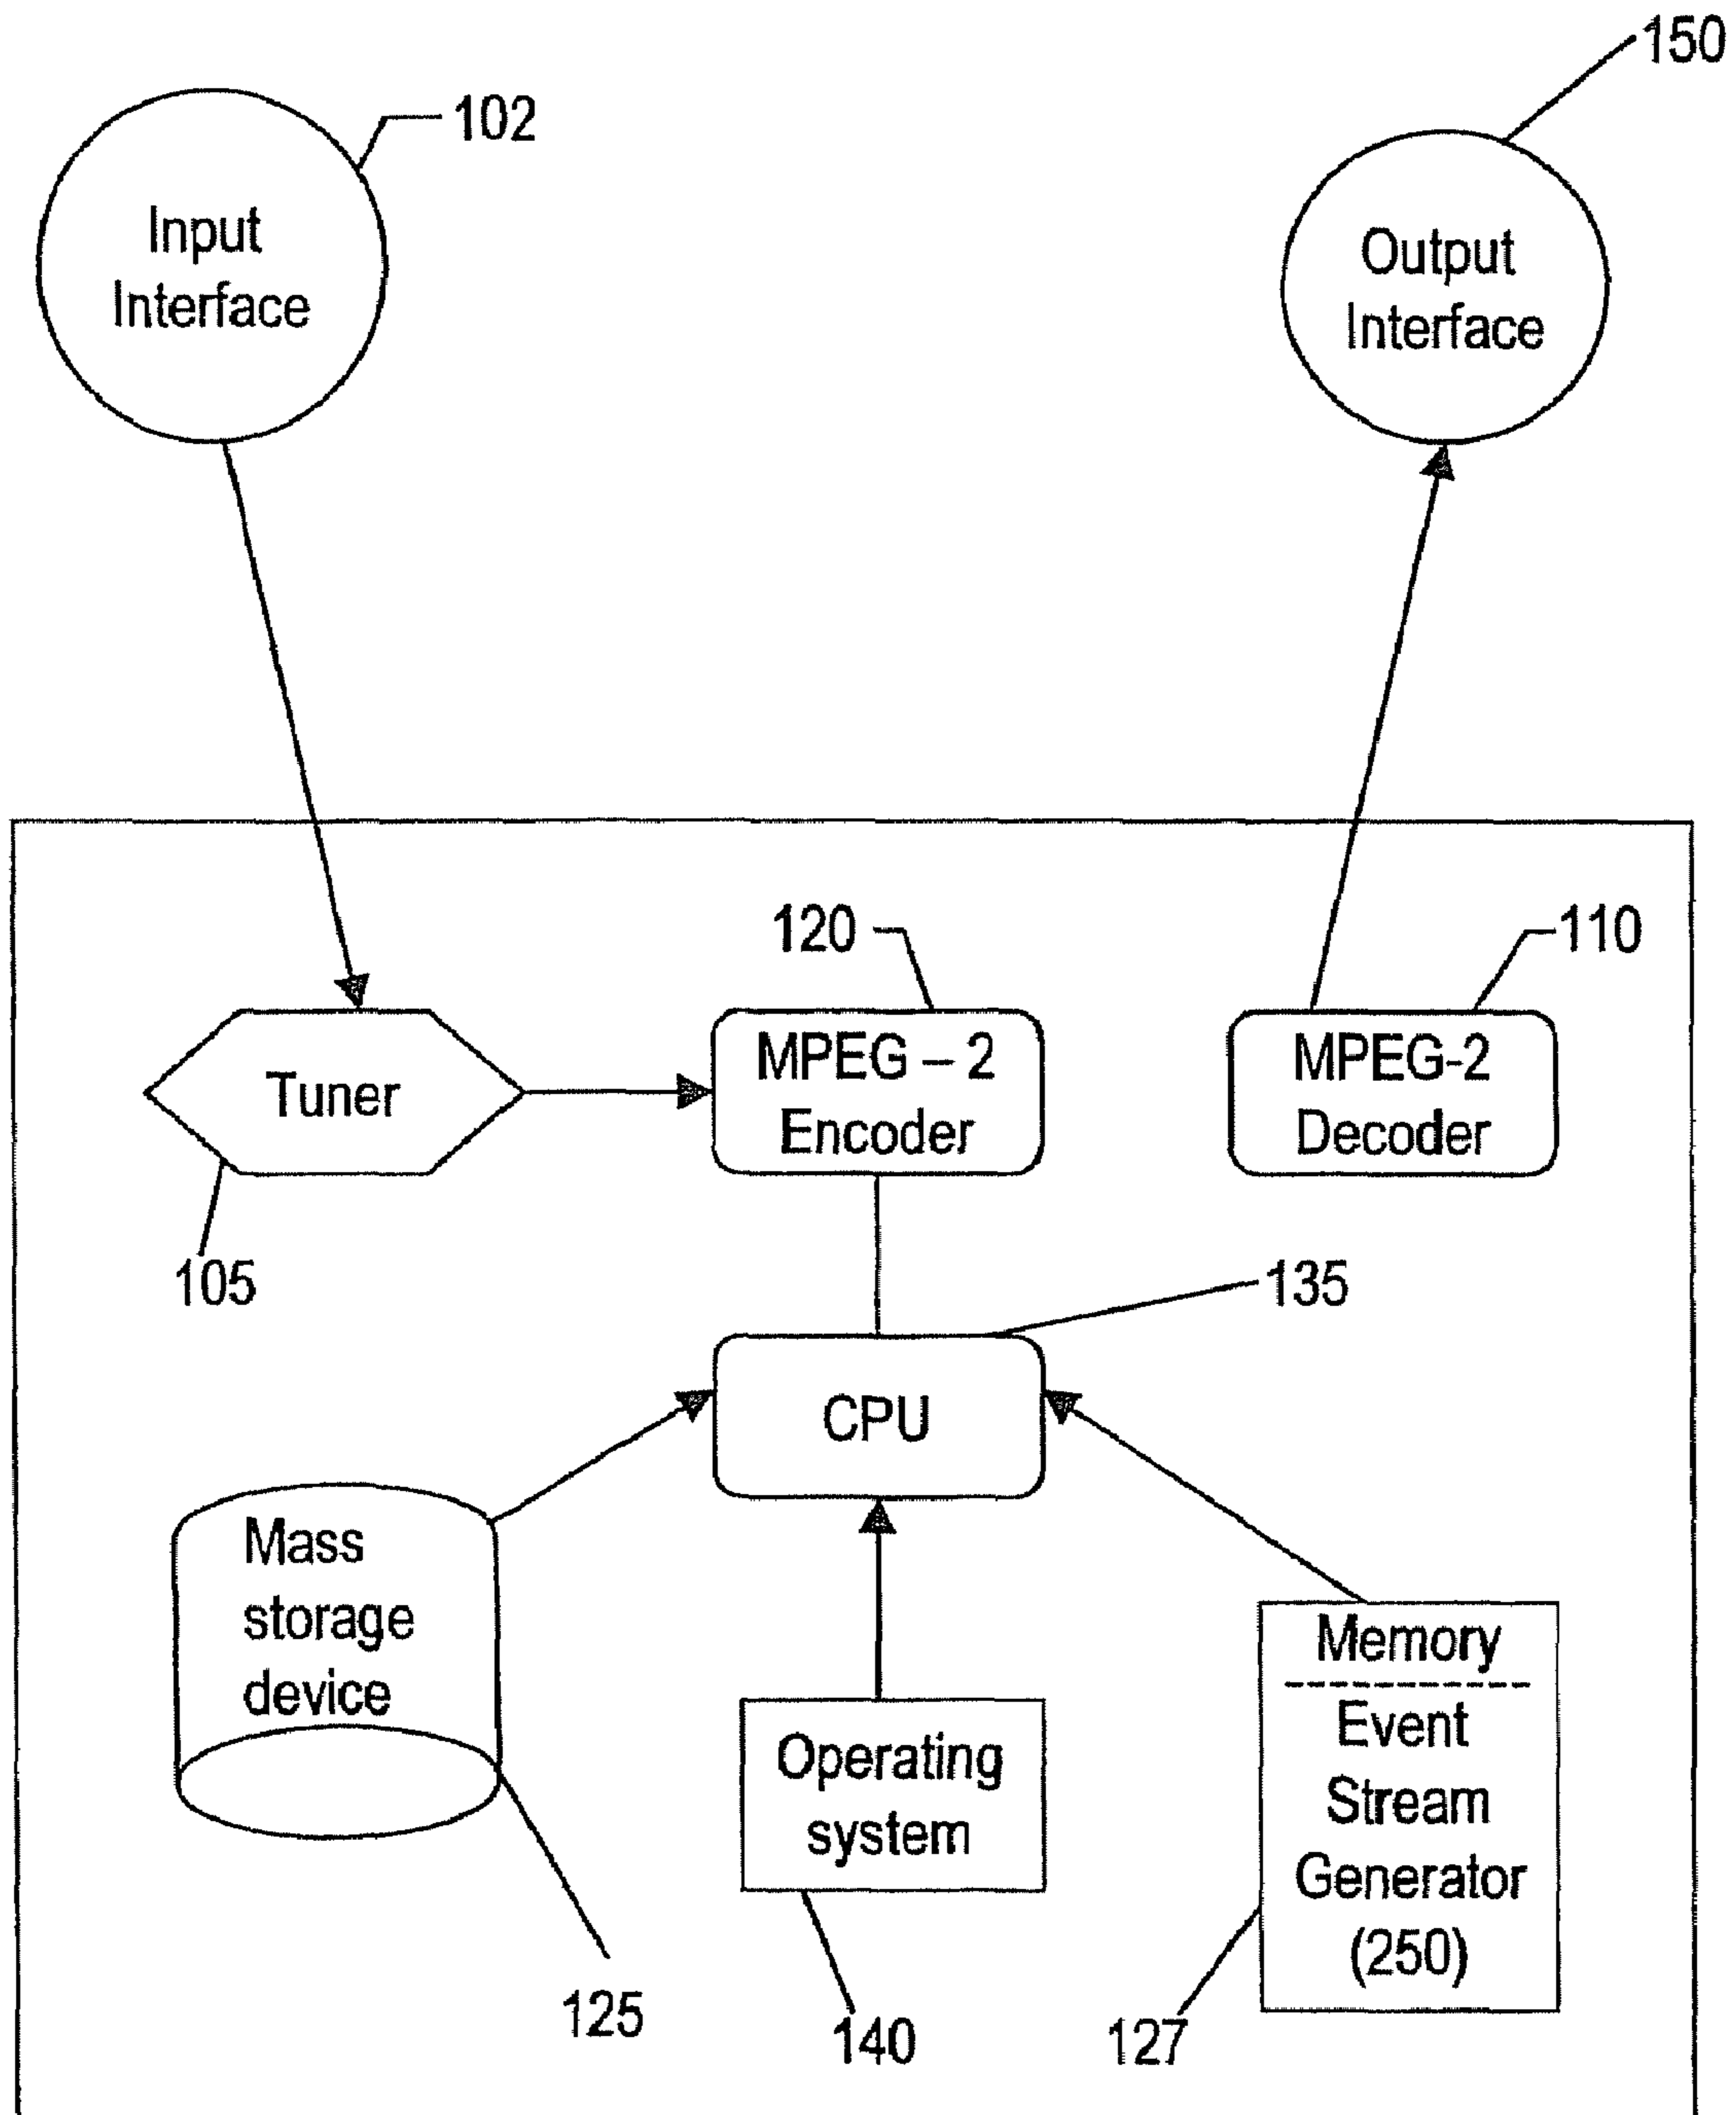 150
102
Input
Interface
Output
Interface
120
110
Tuner
MPEG – 2
Encoder
MPEG-2
Decoder
105
135
CPU
Mass
storage
device
Operating
system
Memory
Event
Stream
Generator
(250)
125
140
127